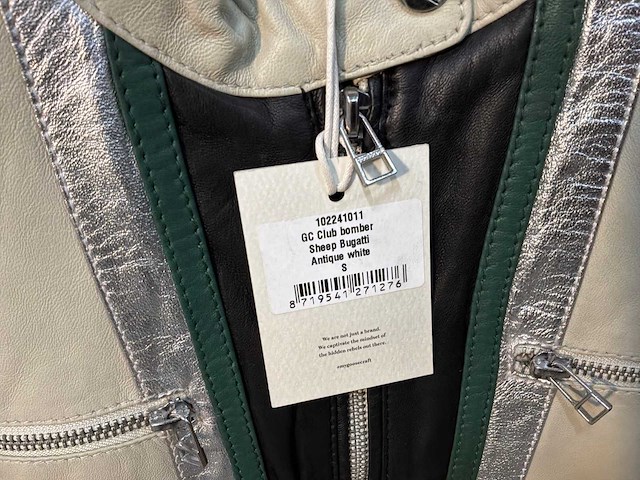 102241011
GC Club bomber
Sheep Bugatti
Antique white
S
8 719541 271276
We are not just a brand.
We captivate the mindset of
the hidden rebels out there.
onygoosecraft